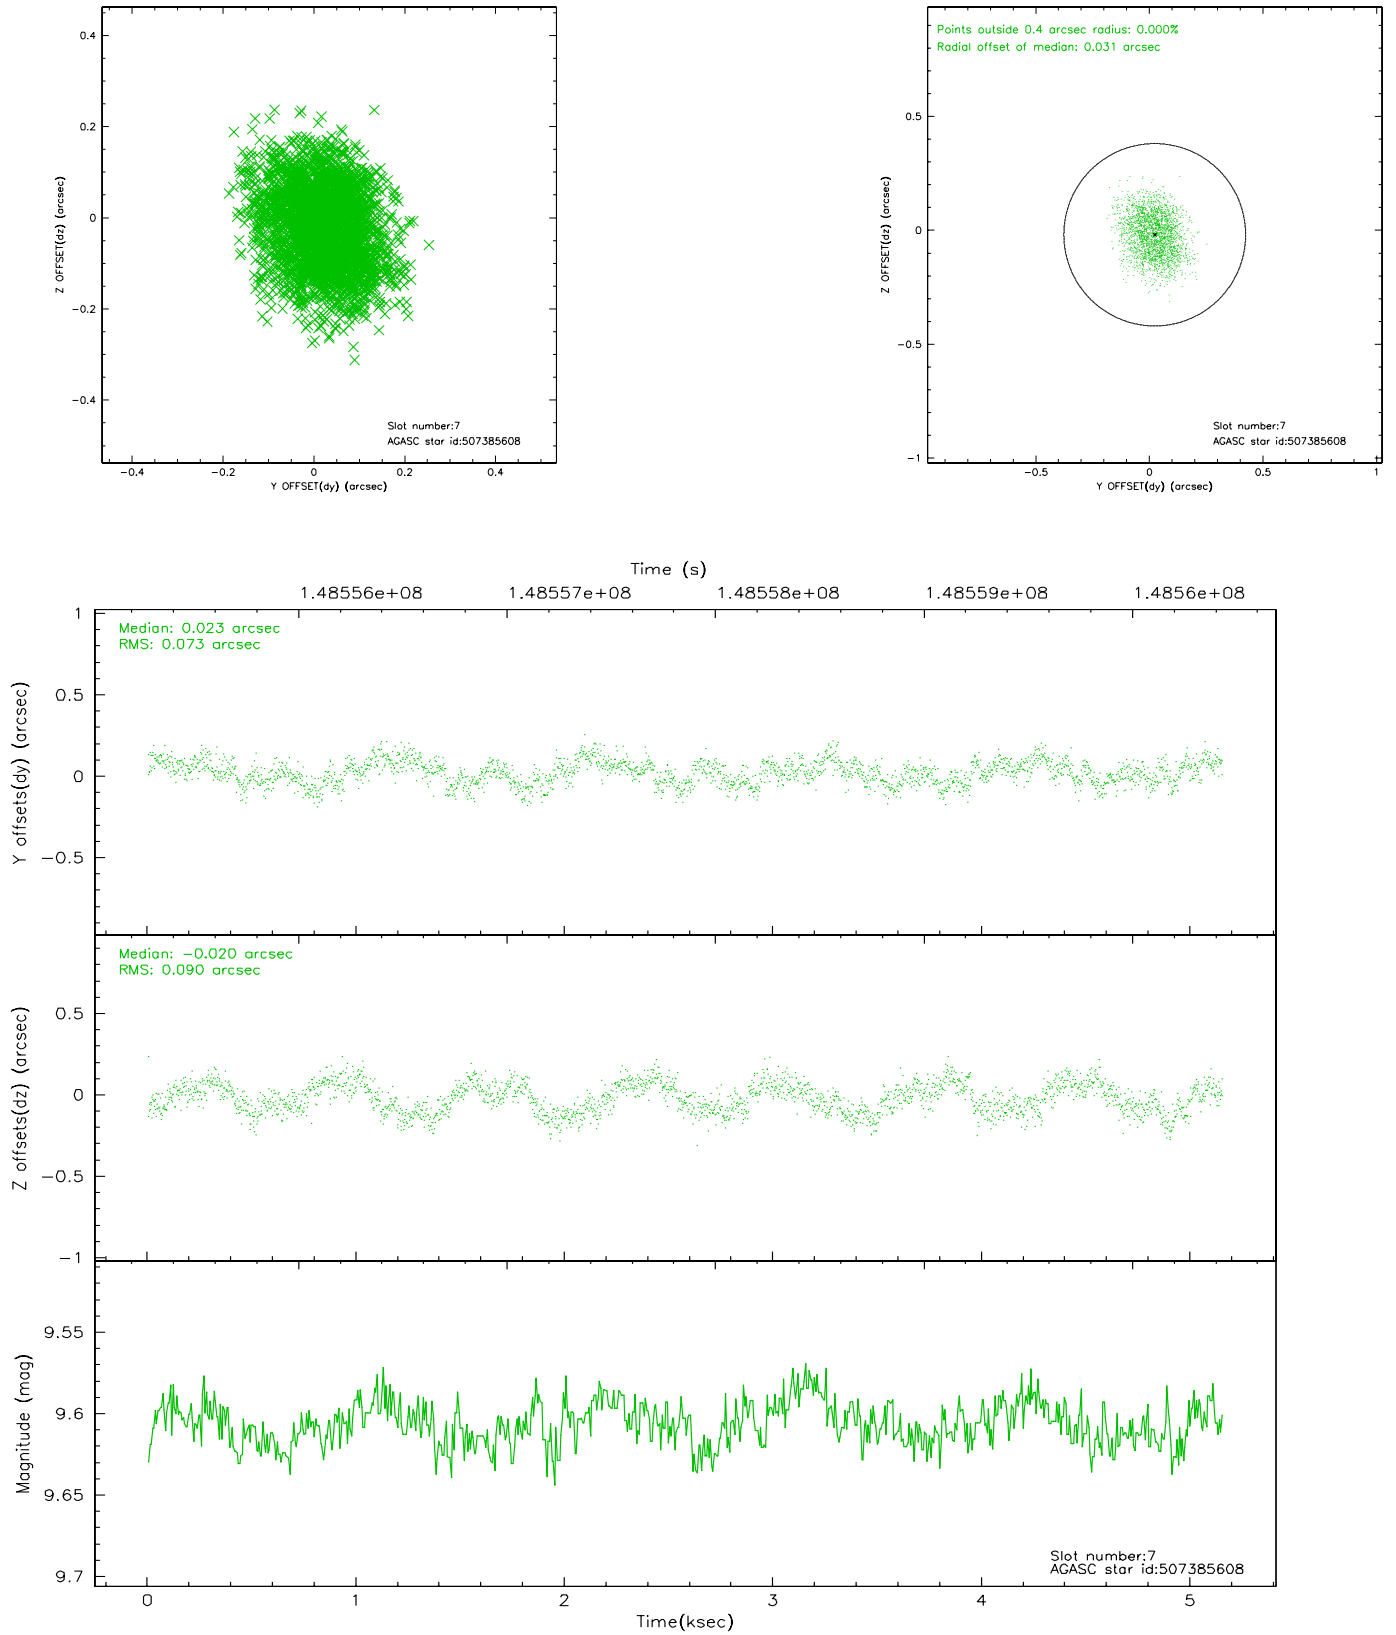 0.4
0.2
0
−0.2
−0.4
Z OFFSET(dz) (arcsec)
−0.4 −0.2 0 0.2 0.4
Y OFFSET(dy) (arcsec)
Slot number:7
AGASC star id:507385608
Points outside 0.4 arcsec radius: 0.000%
Radial offset of median: 0.031 arcsec
0.5
0
−0.5
−1
Z OFFSET(dz) (arcsec)
−0.5 0 0.5 1
Y OFFSET(dy) (arcsec)
Slot number:7
AGASC star id:507385608
Time (s)
1.48556e+08 1.48557e+08 1.48558e+08 1.48559e+08 1.4856e+08
Median: 0.023 arcsec
RMS: 0.073 arcsec
1
0.5
0
−0.5
Y offsets(dy) (arcsec)
Median: −0.020 arcsec
RMS: 0.090 arcsec
0.5
0
−0.5
−1
Z offsets(dz) (arcsec)
9.55
9.6
9.65
9.7
Magnitude (mag)
Slot number:7
AGASC star id:507385608
0 1 2 3 4 5
Time(ksec)